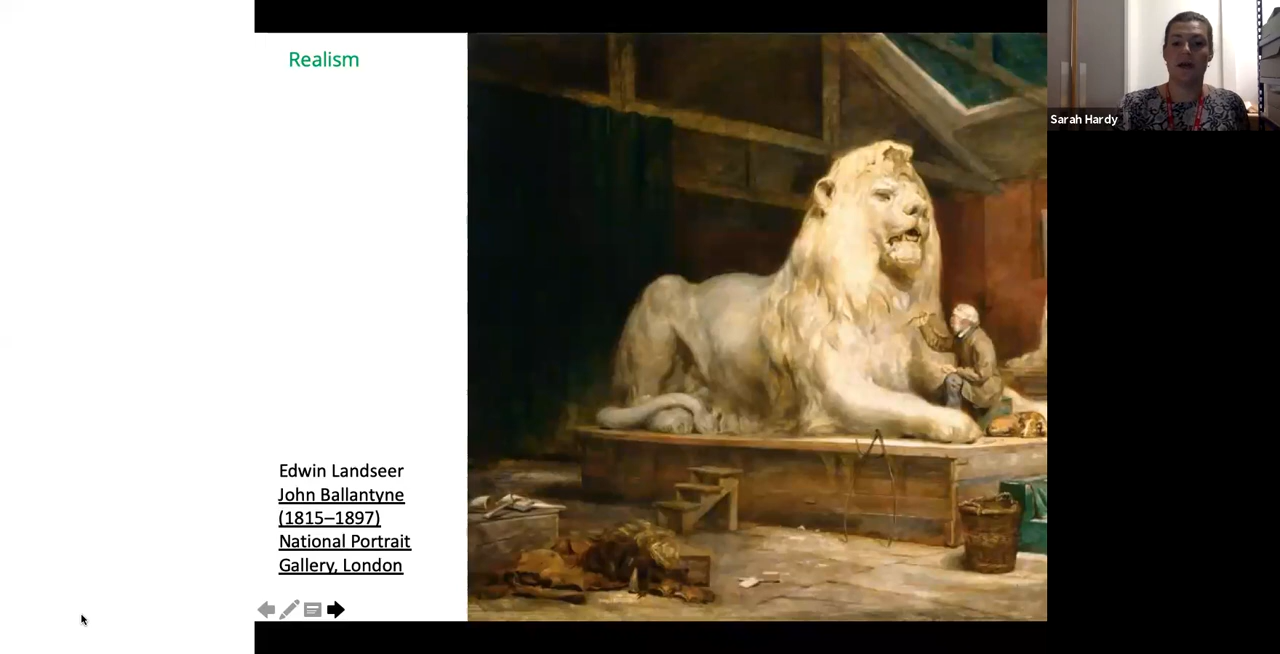 Realism
Sarah Hardy
Edwin Landseer
John Ballantyne
(1815–1897)
National Portrait
Gallery, London